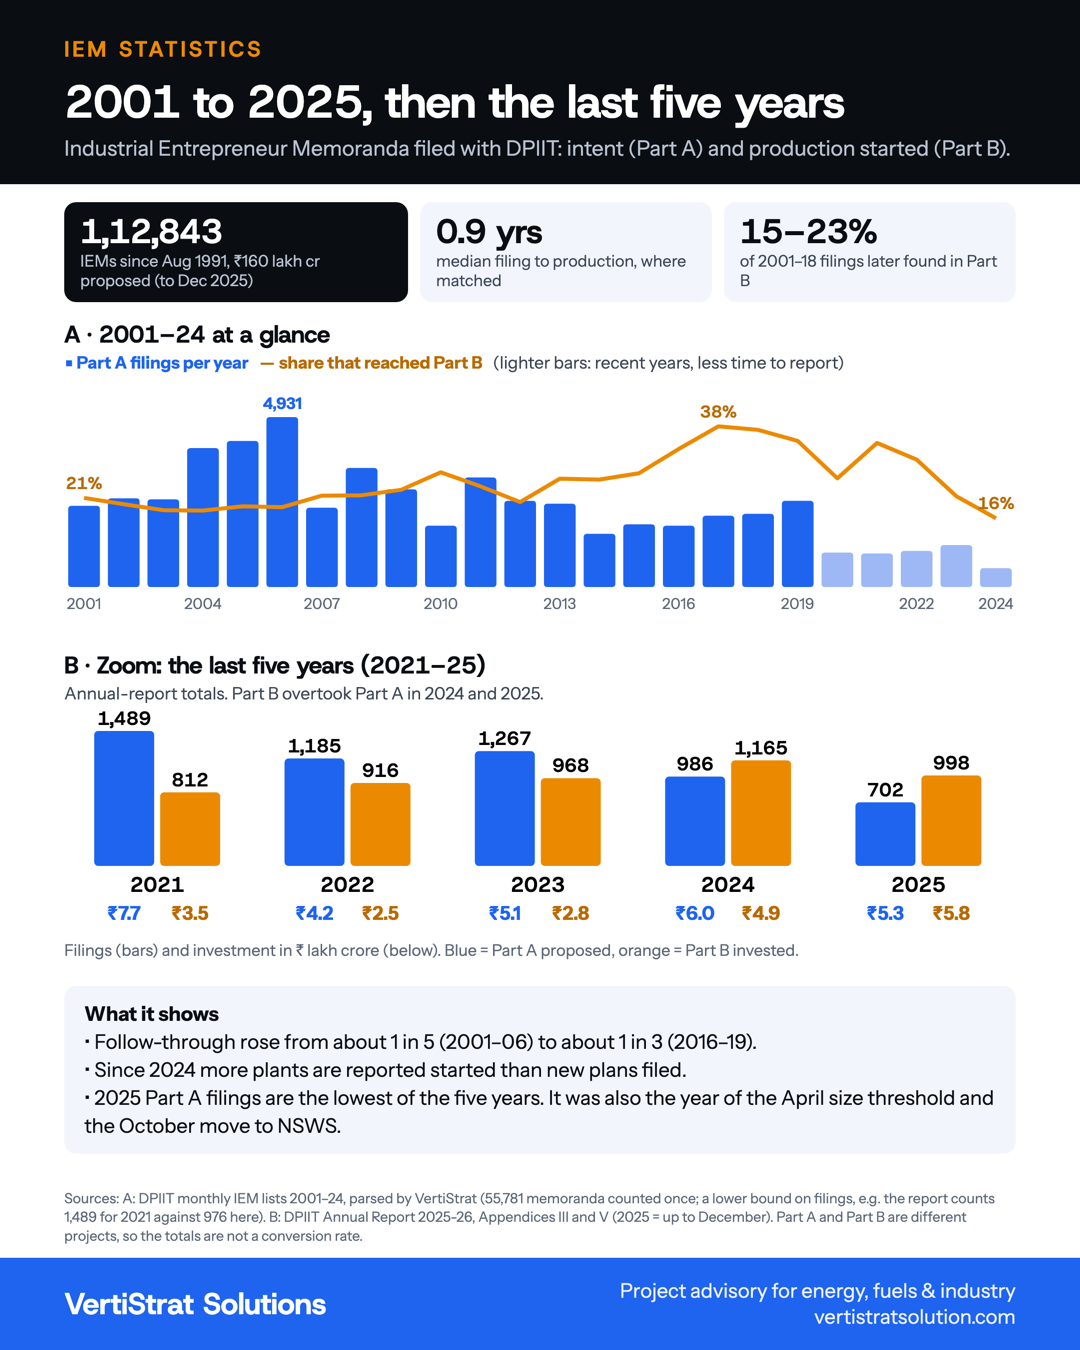 IEM STATISTICS
2001 to 2025, then the last five years
Industrial Entrepreneur Memoranda filed with DPIIT: intent (Part A) and production started (Part B).
1,12,843
IEMs since Aug 1991, ₹160 lakh cr
proposed (to Dec 2025)
0.9 yrs
median filing to production, where
matched
15–23%
of 2001–18 filings later found in Part
B
A · 2001–24 at a glance
▪ Part A filings per year — share that reached Part B (lighter bars: recent years, less time to report)
4,931
38%
21%
16%
2001 2004 2007 2010 2013 2016 2019 2022 2024
B · Zoom: the last five years (2021–25)
Annual-report totals. Part B overtook Part A in 2024 and 2025.
1,489 812 1,185 916 1,267 968 986 1,165 702 998
2021 2022 2023 2024 2025
₹7.7 ₹3.5 ₹4.2 ₹2.5 ₹5.1 ₹2.8 ₹6.0 ₹4.9 ₹5.3 ₹5.8
Filings (bars) and investment in ₹ lakh crore (below). Blue = Part A proposed, orange = Part B invested.
What it shows
· Follow-through rose from about 1 in 5 (2001–06) to about 1 in 3 (2016–19).
· Since 2024 more plants are reported started than new plans filed.
· 2025 Part A filings are the lowest of the five years. It was also the year of the April size threshold and
the October move to NSWS.
Sources: A: DPIIT monthly IEM lists 2001–24, parsed by VertiStrat (55,781 memoranda counted once; a lower bound on filings, e.g. the report counts
1,489 for 2021 against 976 here). B: DPIIT Annual Report 2025-26, Appendices III and V (2025 = up to December). Part A and Part B are different
projects, so the totals are not a conversion rate.
VertiStrat Solutions
Project advisory for energy, fuels & industry
vertistratsolution.com